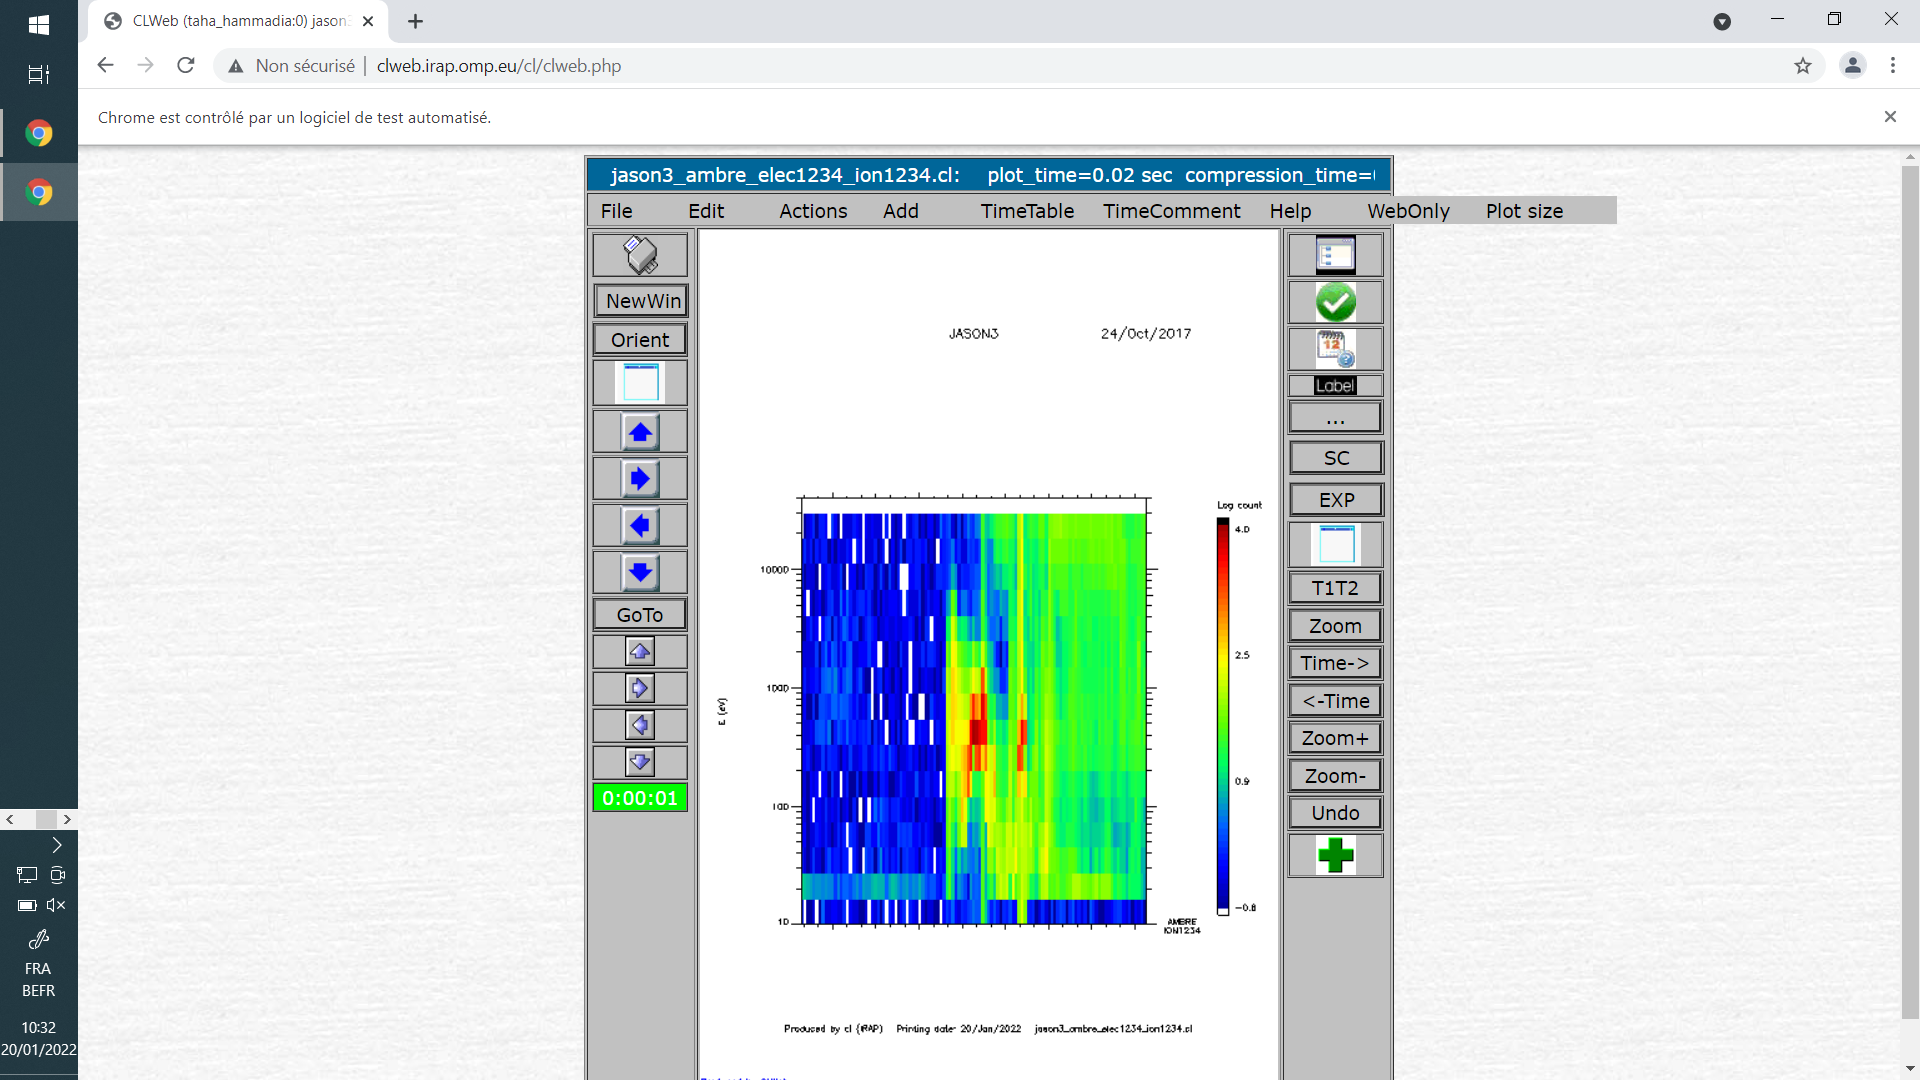 CLWeb (taha_hammadia:0) jason3
Non sécurisé | clweb.irap.omp.eu/cl/clweb.php
Chrome est contrôlé par un logiciel de test automatisé.
jason3_ambre_elec1234_ion1234.cl: plot_time=0.02 sec compression_time=
File Edit Actions Add TimeTable TimeComment Help WebOnly Plot size
NewWin
Orient
GoTo
0:00:01
JASON3 24/Oct/2017
Log count
4.0
2.5
0.9
-0.8
10000
1000
100
10
E (eV)
AMBRE
ION1234
Produced by cl (IRAP) Printing date: 20/Jan/2022 jason3_ambre_elec1234_ion1234.cl
12
Label
...
SC
EXP
T1T2
Zoom
Time->
<-Time
Zoom+
Zoom-
Undo
FRA
BEFR
10:32
20/01/2022